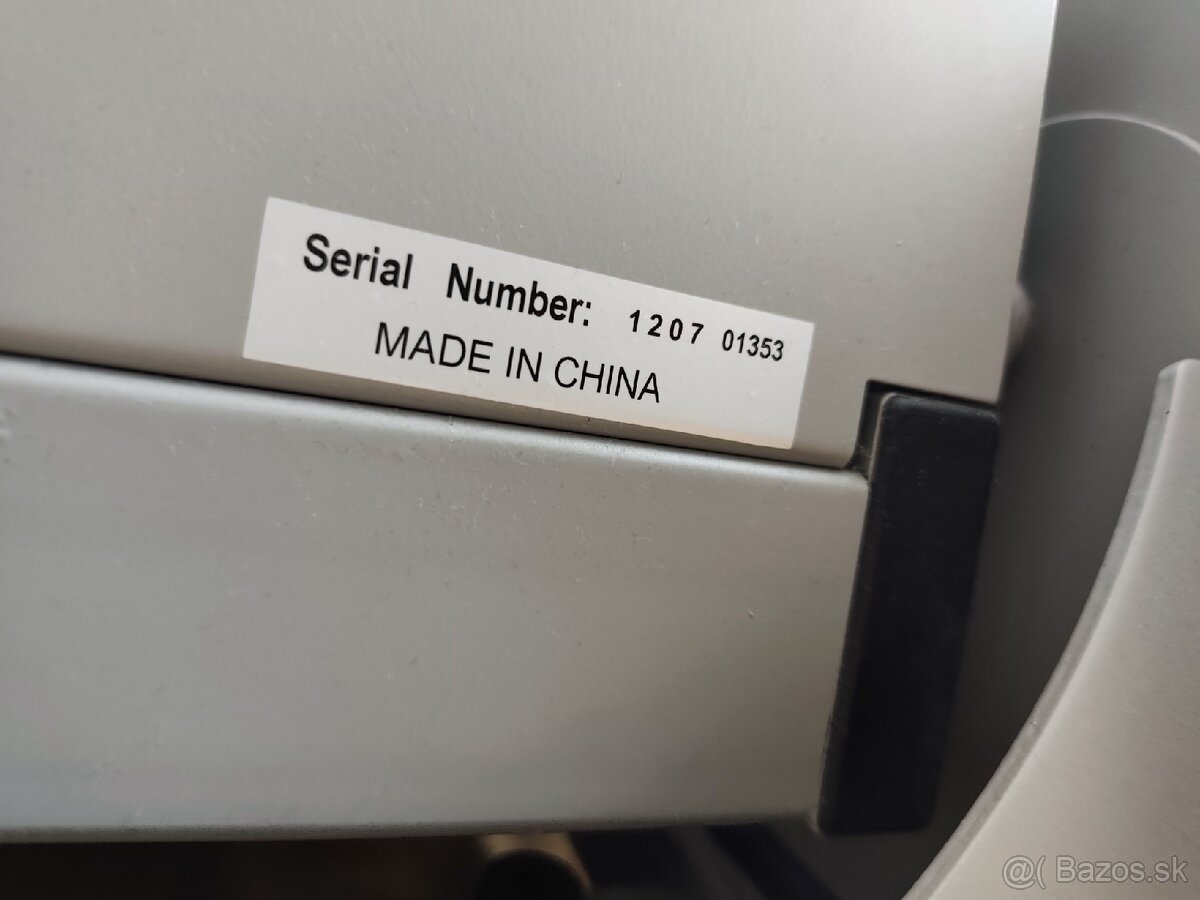 Serial Number: 1207 01353
MADE IN CHINA
@( Bazos.sk